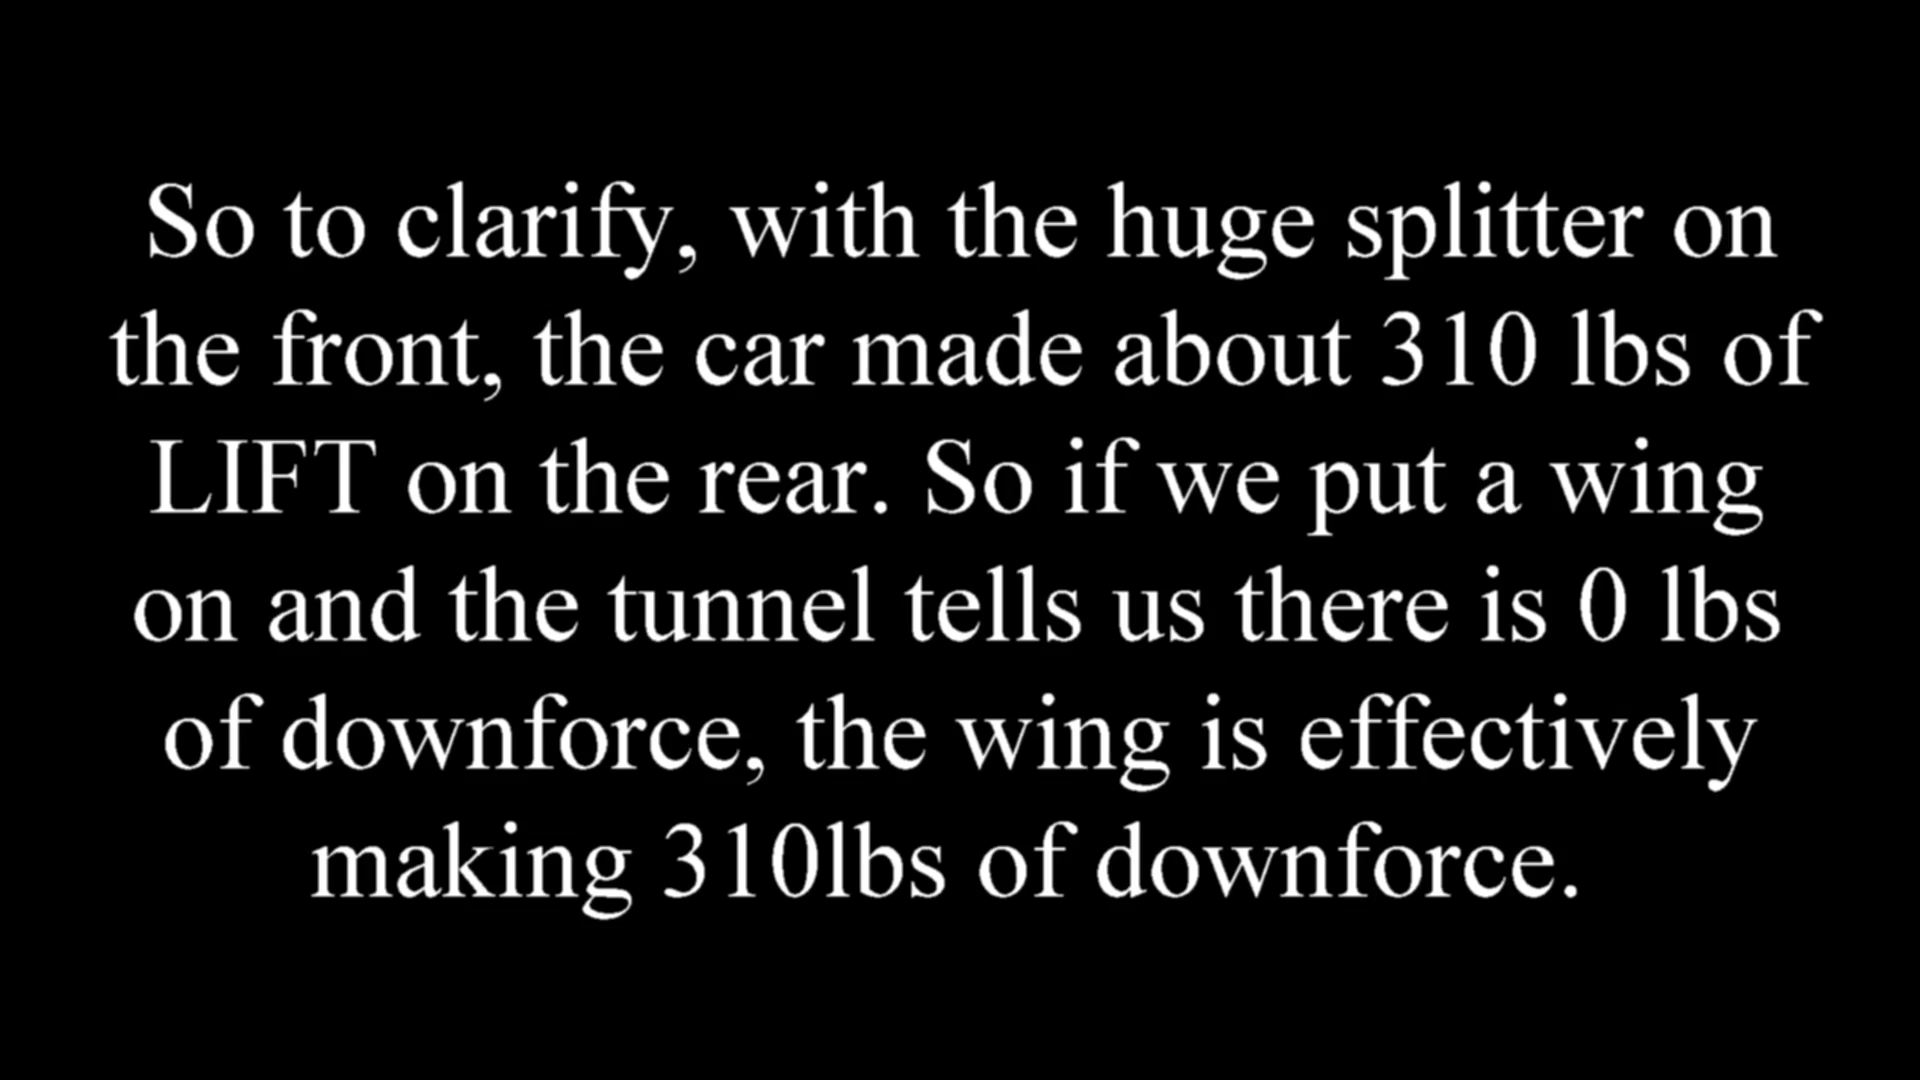 So to clarify, with the huge splitter on
the front, the car made about 310 lbs of
LIFT on the rear. So if we put a wing
on and the tunnel tells us there is 0 lbs
of downforce, the wing is effectively
making 310lbs of downforce.